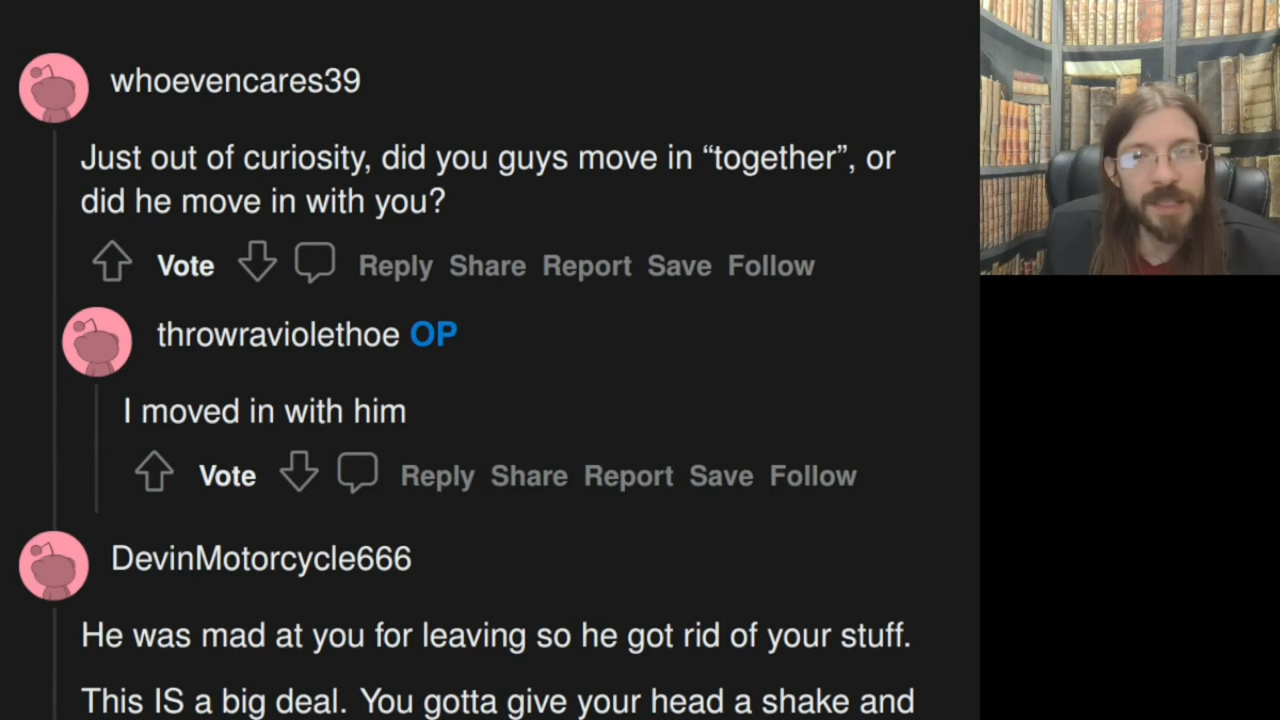 whoevencares39
Just out of curiosity, did you guys move in “together”, or
did he move in with you?
Vote Reply Share Report Save Follow
throwraviolethoe OP
I moved in with him
Vote Reply Share Report Save Follow
DevinMotorcycle666
He was mad at you for leaving so he got rid of your stuff.
This IS a big deal. You gotta give your head a shake and